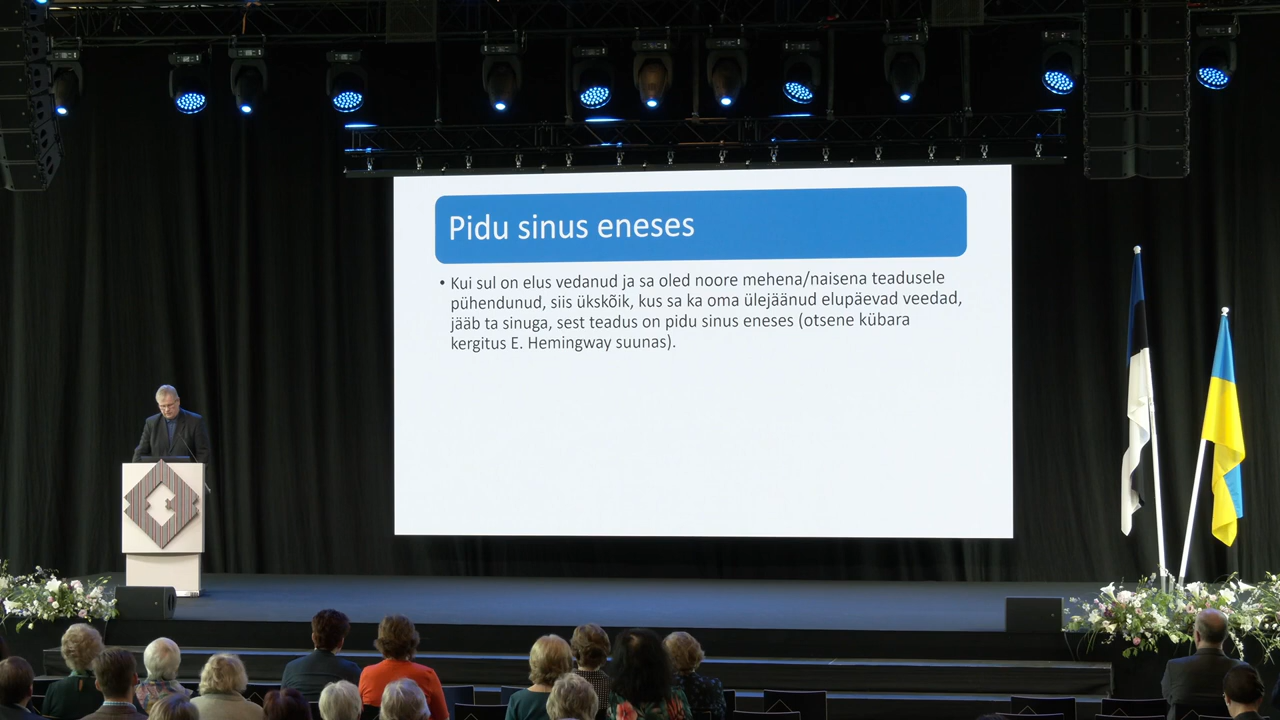 Pidu sinus eneses
• Kui sul on elus vedanud ja sa oled noore mehena/naisena teadusele
pühendunud, siis ükskõik, kus sa ka oma ülejäänud elupäevad veedad,
jääb ta sinuga, sest teadus on pidu sinus eneses (otsene kübara
kergitus E. Hemingway suunas).